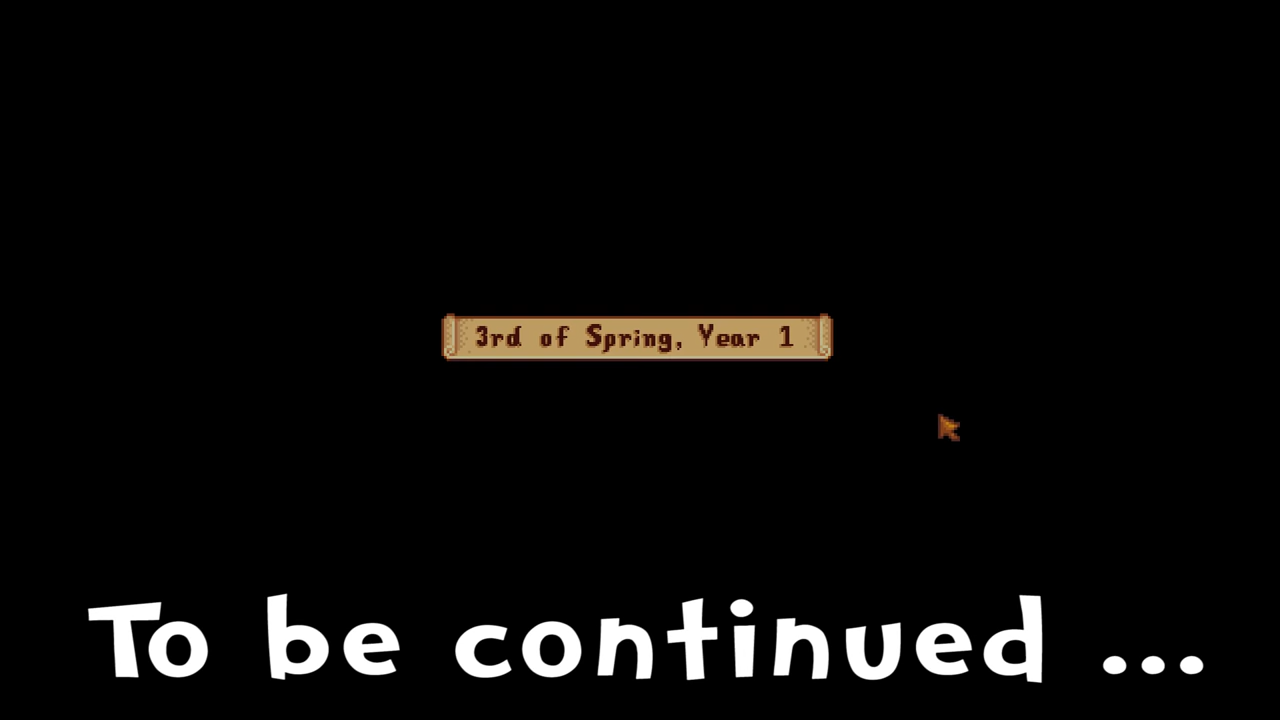 3rd of Spring, Year 1
To be continued ...